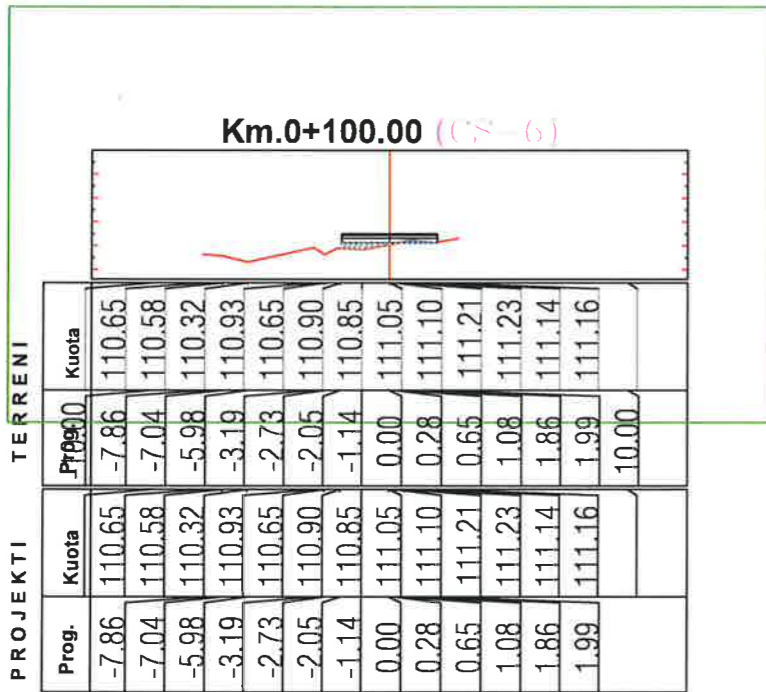 Km.0+100.00 (CS-6)
TERRENI
Kuota 110.65 110.58 110.32 110.93 110.65 110.90 110.85 111.05 111.10 111.21 111.23 111.14 111.16
Prog. -10.00 -7.86 -7.04 -5.98 -3.19 -2.73 -2.05 -1.14 0.00 0.28 0.65 1.08 1.86 1.99 10.00
PROJEKTI
Kuota 110.65 110.58 110.32 110.93 110.65 110.90 110.85 111.05 111.10 111.21 111.23 111.14 111.16
Prog. -7.86 -7.04 -5.98 -3.19 -2.73 -2.05 -1.14 0.00 0.28 0.65 1.08 1.86 1.99